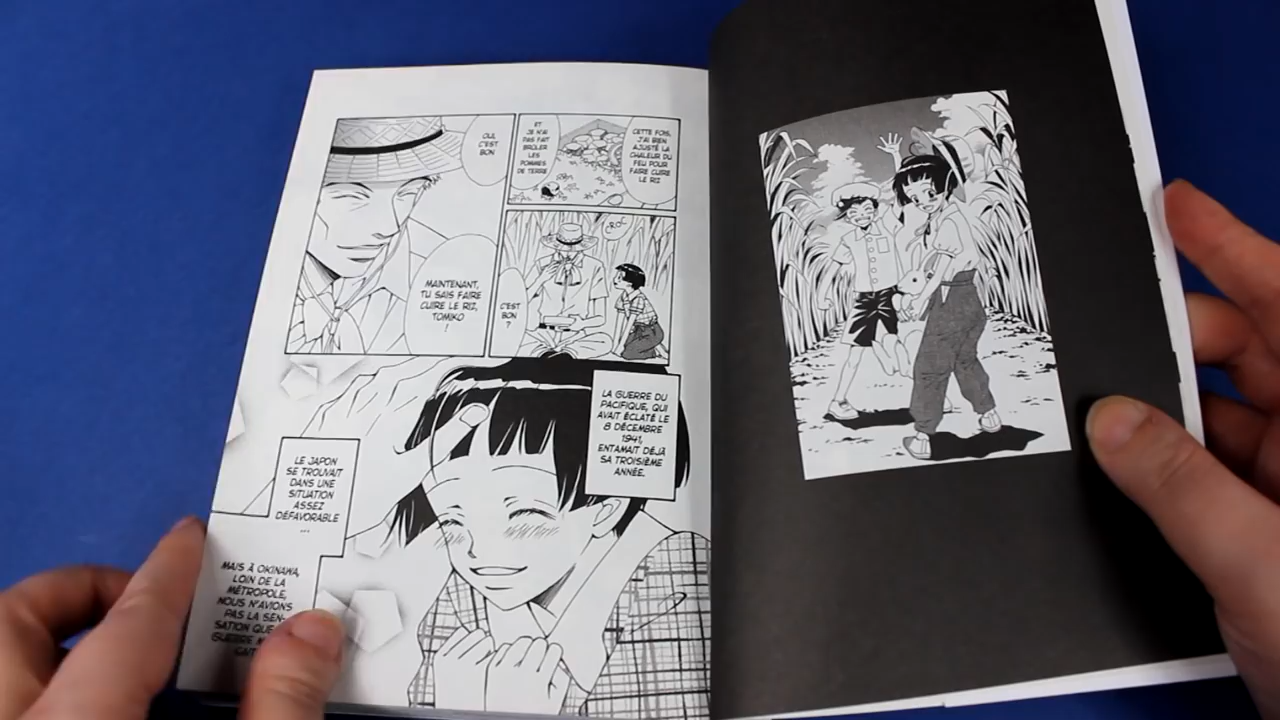 CETTE FOIS,
J'AI BIEN
AJUSTÉ LA
CHALEUR DU
FEU POUR
FAIRE CUIRE
LE RIZ
ET
JE N'AI
PAS FAIT
BRÛLER
LES
POMMES
DE TERRE
CROC
C'EST
BON
?
OUI,
C'EST
BON
MAINTENANT,
TU SAIS FAIRE
CUIRE LE RIZ,
TOMIKO
!
LA GUERRE DU
PACIFIQUE, QUI
AVAIT ÉCLATÉ LE
8 DÉCEMBRE
1941,
ENTAMAIT DÉJÀ
SA TROISIÈME
ANNÉE.
LE JAPON
SE TROUVAIT
DANS UNE
SITUATION
ASSEZ
DÉFAVORABLE
...
MAIS À OKINAWA,
LOIN DE LA
MÉTROPOLE,
NOUS N'AVIONS
PAS LA SEN-
SATION QUE
GUERRE